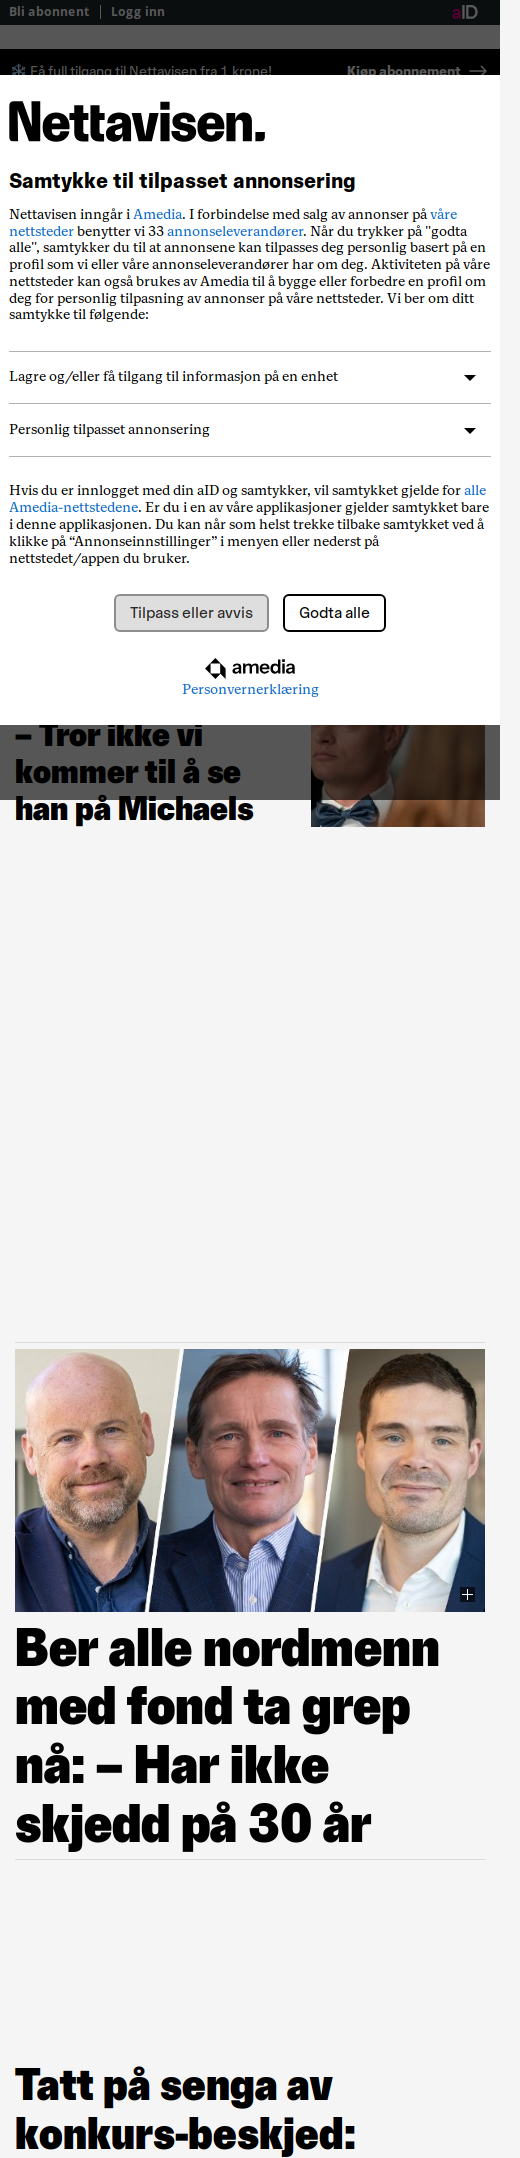 Bli abonnent | Logg inn
aID
Få full tilgang til Nettavisen fra 1 krone!
Kjøp abonnement
Nettavisen.
Samtykke til tilpasset annonsering
Nettavisen inngår i Amedia. I forbindelse med salg av annonser på våre
nettsteder benytter vi 33 annonseleverandører. Når du trykker på "godta
alle", samtykker du til at annonsene kan tilpasses deg personlig basert på en
profil som vi eller våre annonseleverandører har om deg. Aktiviteten på våre
nettsteder kan også brukes av Amedia til å bygge eller forbedre en profil om
deg for personlig tilpasning av annonser på våre nettsteder. Vi ber om ditt
samtykke til følgende:
Lagre og/eller få tilgang til informasjon på en enhet
Personlig tilpasset annonsering
Hvis du er innlogget med din aID og samtykker, vil samtykket gjelde for alle
Amedia-nettstedene. Er du i en av våre applikasjoner gjelder samtykket bare
i denne applikasjonen. Du kan når som helst trekke tilbake samtykket ved å
klikke på “Annonseinnstillinger” i menyen eller nederst på
nettstedet/appen du bruker.
Tilpass eller avvis
Godta alle
amedia
Personvernerklæring
– Tror ikke vi
kommer til å se
han på Michaels
Ber alle nordmenn
med fond ta grep
nå: – Har ikke
skjedd på 30 år
Tatt på senga av
konkurs-beskjed: